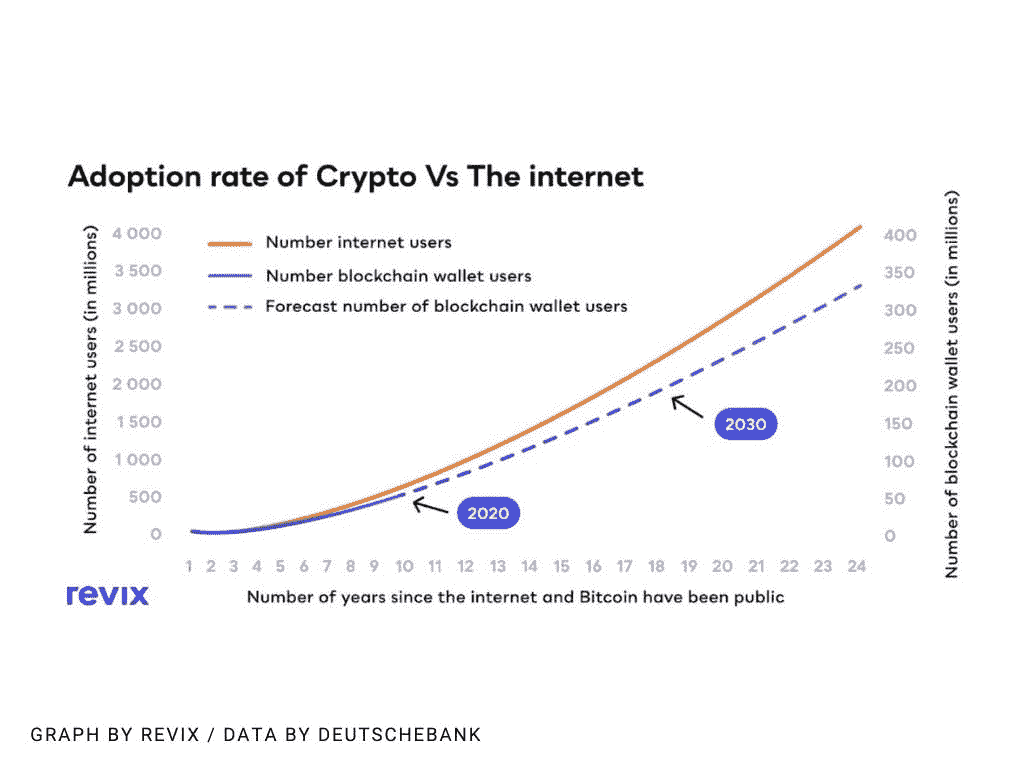 Adoption rate of Crypto Vs The internet
Number of internet users (in millions)
4 000
3 500
3 000
2 500
2 000
1 500
1 000
500
0
Number internet users
Number blockchain wallet users
Forecast number of blockchain wallet users
2030
2020
400
350
300
250
200
150
100
50
0
Number of blockchain wallet users (in millions)
1 2 3 4 5 6 7 8 9 10 11 12 13 14 15 16 17 18 19 20 21 22 23 24
revix
Number of years since the internet and Bitcoin have been public
GRAPH BY REVIX / DATA BY DEUTSCHEBANK